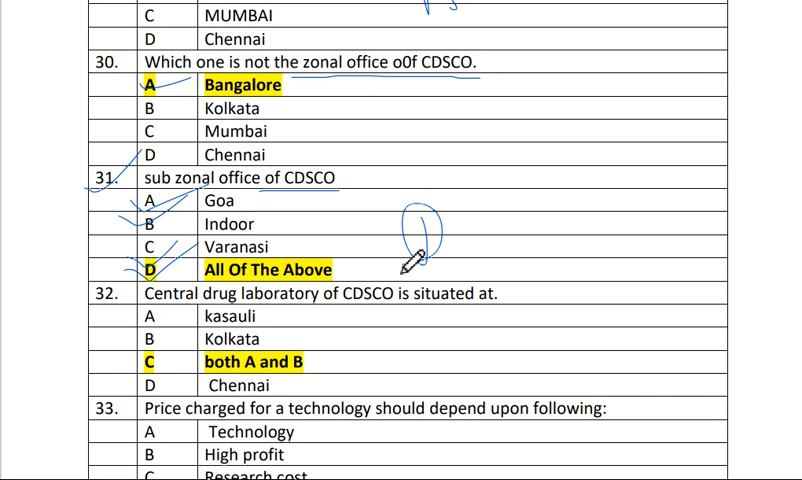 C MUMBAI
D Chennai
30. Which one is not the zonal office o0f CDSCO.
A Bangalore
B Kolkata
C Mumbai
D Chennai
31. sub zonal office of CDSCO
A Goa
B Indoor
C Varanasi
D All Of The Above
32. Central drug laboratory of CDSCO is situated at.
A kasauli
B Kolkata
C both A and B
D Chennai
33. Price charged for a technology should depend upon following:
A Technology
B High profit
C Research cost